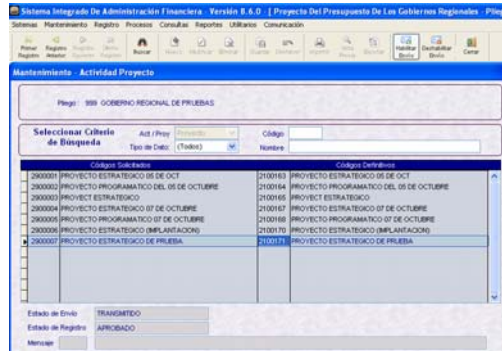 Sistema Integrado De Administración Financiera - Versión 8.6.0 - [ Proyecto Del Presupuesto De Los Gobiernos Regionales - Plieg
Sistemas Mantenimiento Registro Procesos Consultas Reportes Utilitarios Comunicación
Primer Registro Registro Anterior Buscar Habilitar Envío Deshabilitar Envío Cerrar
Mantenimiento - Actividad Proyecto
Pliego : 999 GOBIERNO REGIONAL DE PRUEBAS
Seleccionar Criterio de Búsqueda
Act / Proy Proyecto Código
Tipo de Dato: (Todos) Nombre
Códigos Solicitados Códigos Definitivos
2900001 PROYECTO ESTRATEGICO 05 DE OCT 2100163 PROYECTO ESTRATEGICO 05 DE OCT
2900002 PROYECTO PROGRAMATICO DEL 05 DE OCTUBRE 2100164 PROYECTO PROGRAMATICO DEL 05 DE OCTUBRE
2900003 PROYECT ESTRATEGICO 2100165 PROYECT ESTRATEGICO
2900004 PROYECTO ESTRATEGICO 07 DE OCTUBRE 2100167 PROYECTO ESTRATEGICO 07 DE OCTUBRE
2900005 PROYECTO PROGRAMATICO 07 DE OCTUBRE 2100168 PROYECTO PROGRAMATICO 07 DE OCTUBRE
2900006 PROYECTO ESTRATEGICO (IMPLANTACION) 2100170 PROYECTO ESTRATEGICO (IMPLANTACION)
2900007 PROYECTO ESTRATEGICO DE PRUEBA 2100171 PROYECTO ESTRATEGICO DE PRUEBA
Estado de Envío TRANSMITIDO
Estado de Registro APROBADO
Mensaje